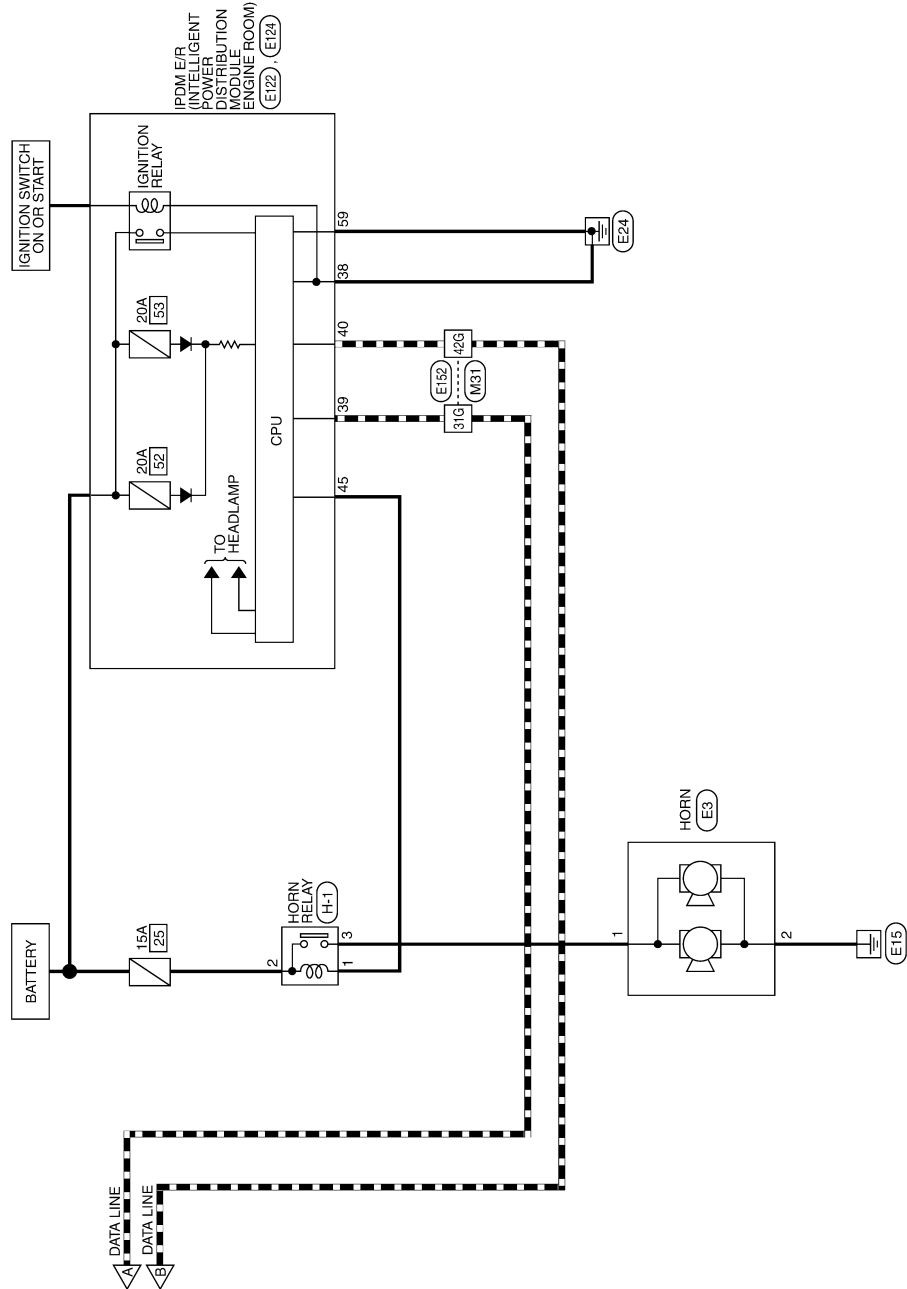 IGNITION SWITCH
ON OR START
IPDM E/R
(INTELLIGENT
POWER
DISTRIBUTION
MODULE
ENGINE ROOM)
E122 , E124
IGNITION
RELAY
20A
53
20A
52
TO
HEADLAMP
CPU
59
38
40
39
45
E24
42G
31G
E152
M31
BATTERY
15A
25
HORN
RELAY
H-1
2
3
1
HORN
E3
1
2
E15
DATA LINE
A
DATA LINE
B